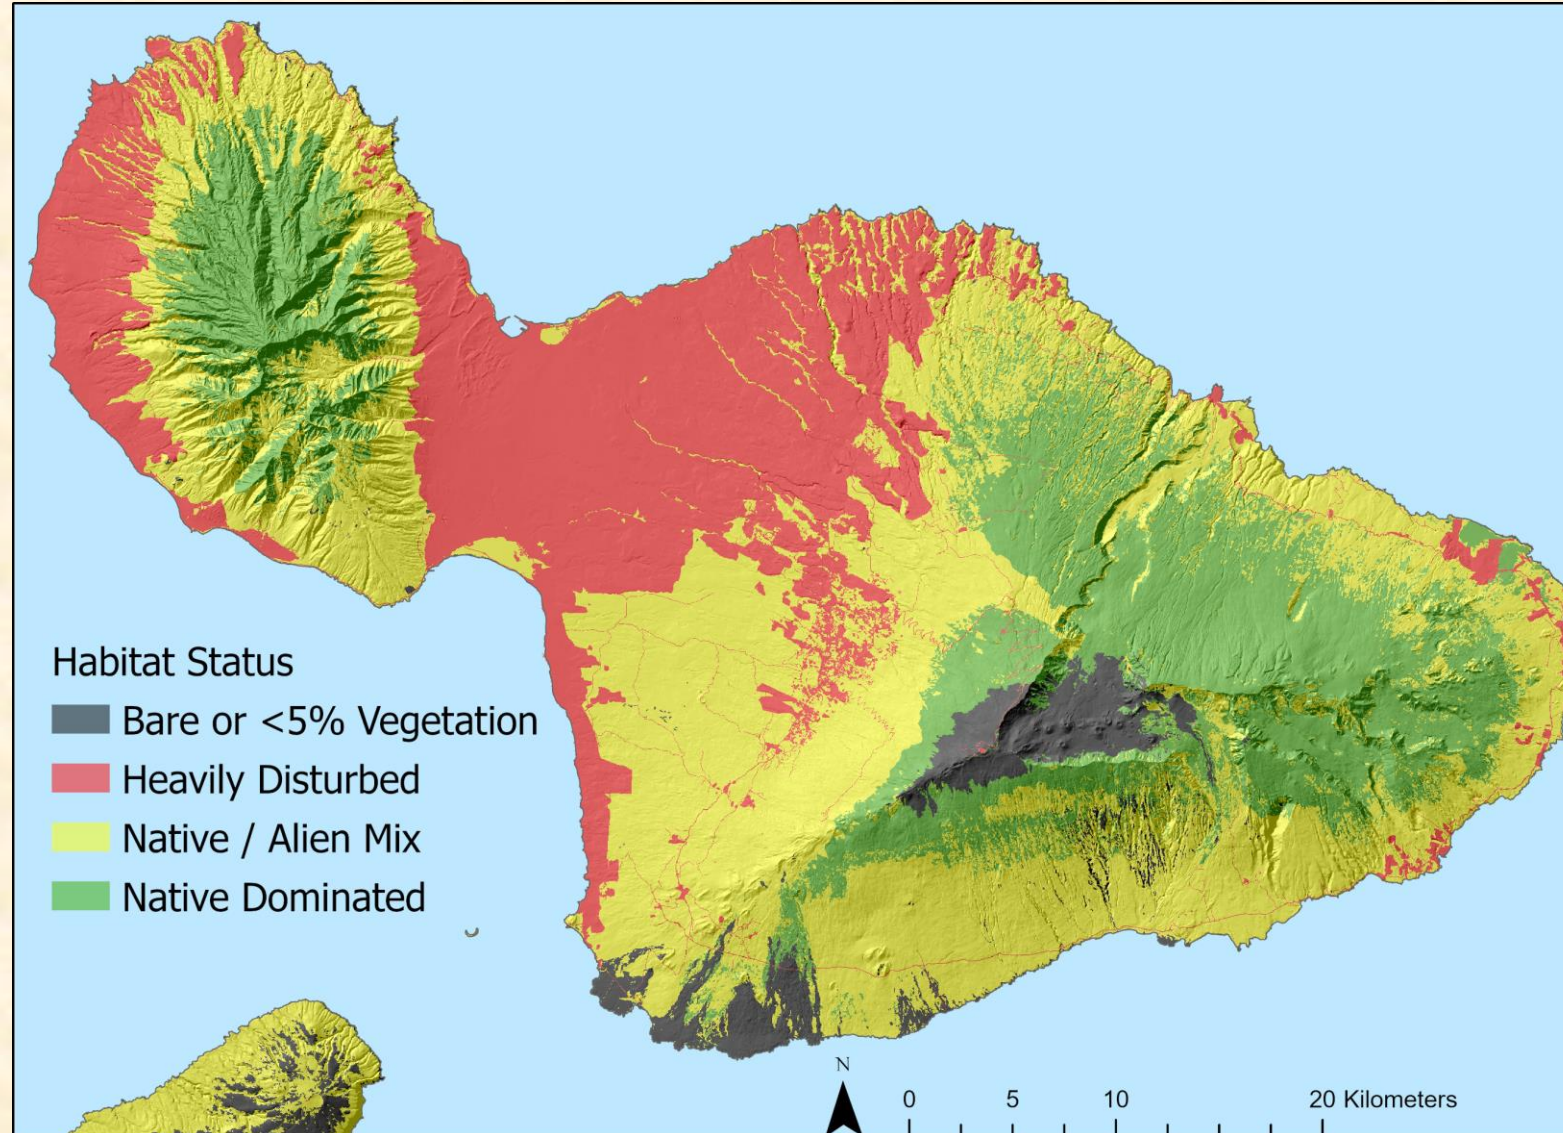 Habitat Status
Bare or <5% Vegetation
Heavily Disturbed
Native / Alien Mix
Native Dominated
N
0 5 10 20 Kilometers